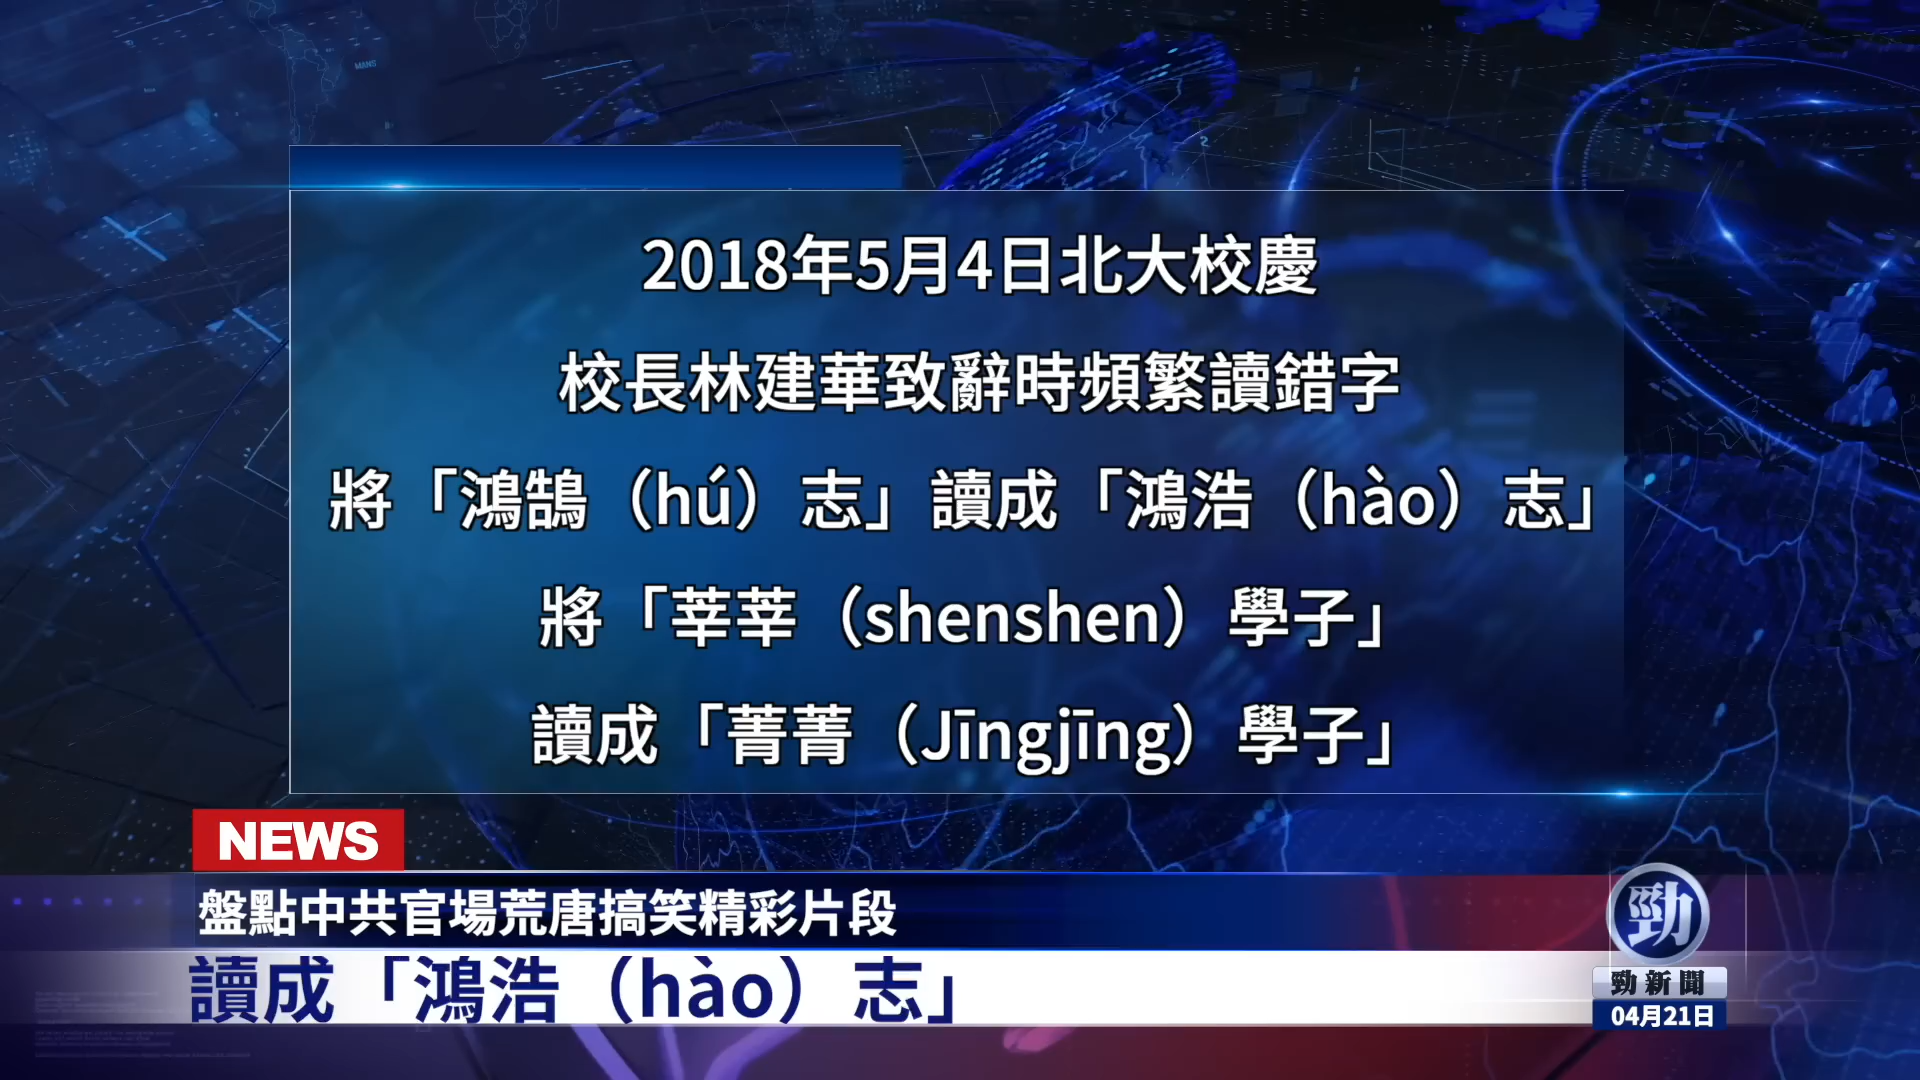 2018年5月4日北大校慶
校長林建華致辭時頻繁讀錯字
將「鴻鵠（hú）志」讀成「鴻浩（hào）志」
將「莘莘（shenshen）學子」
讀成「菁菁（Jīngjīng）學子」
NEWS
盤點中共官場荒唐搞笑精彩片段
讀成「鴻浩（hào）志」
勁
勁新聞
04月21日